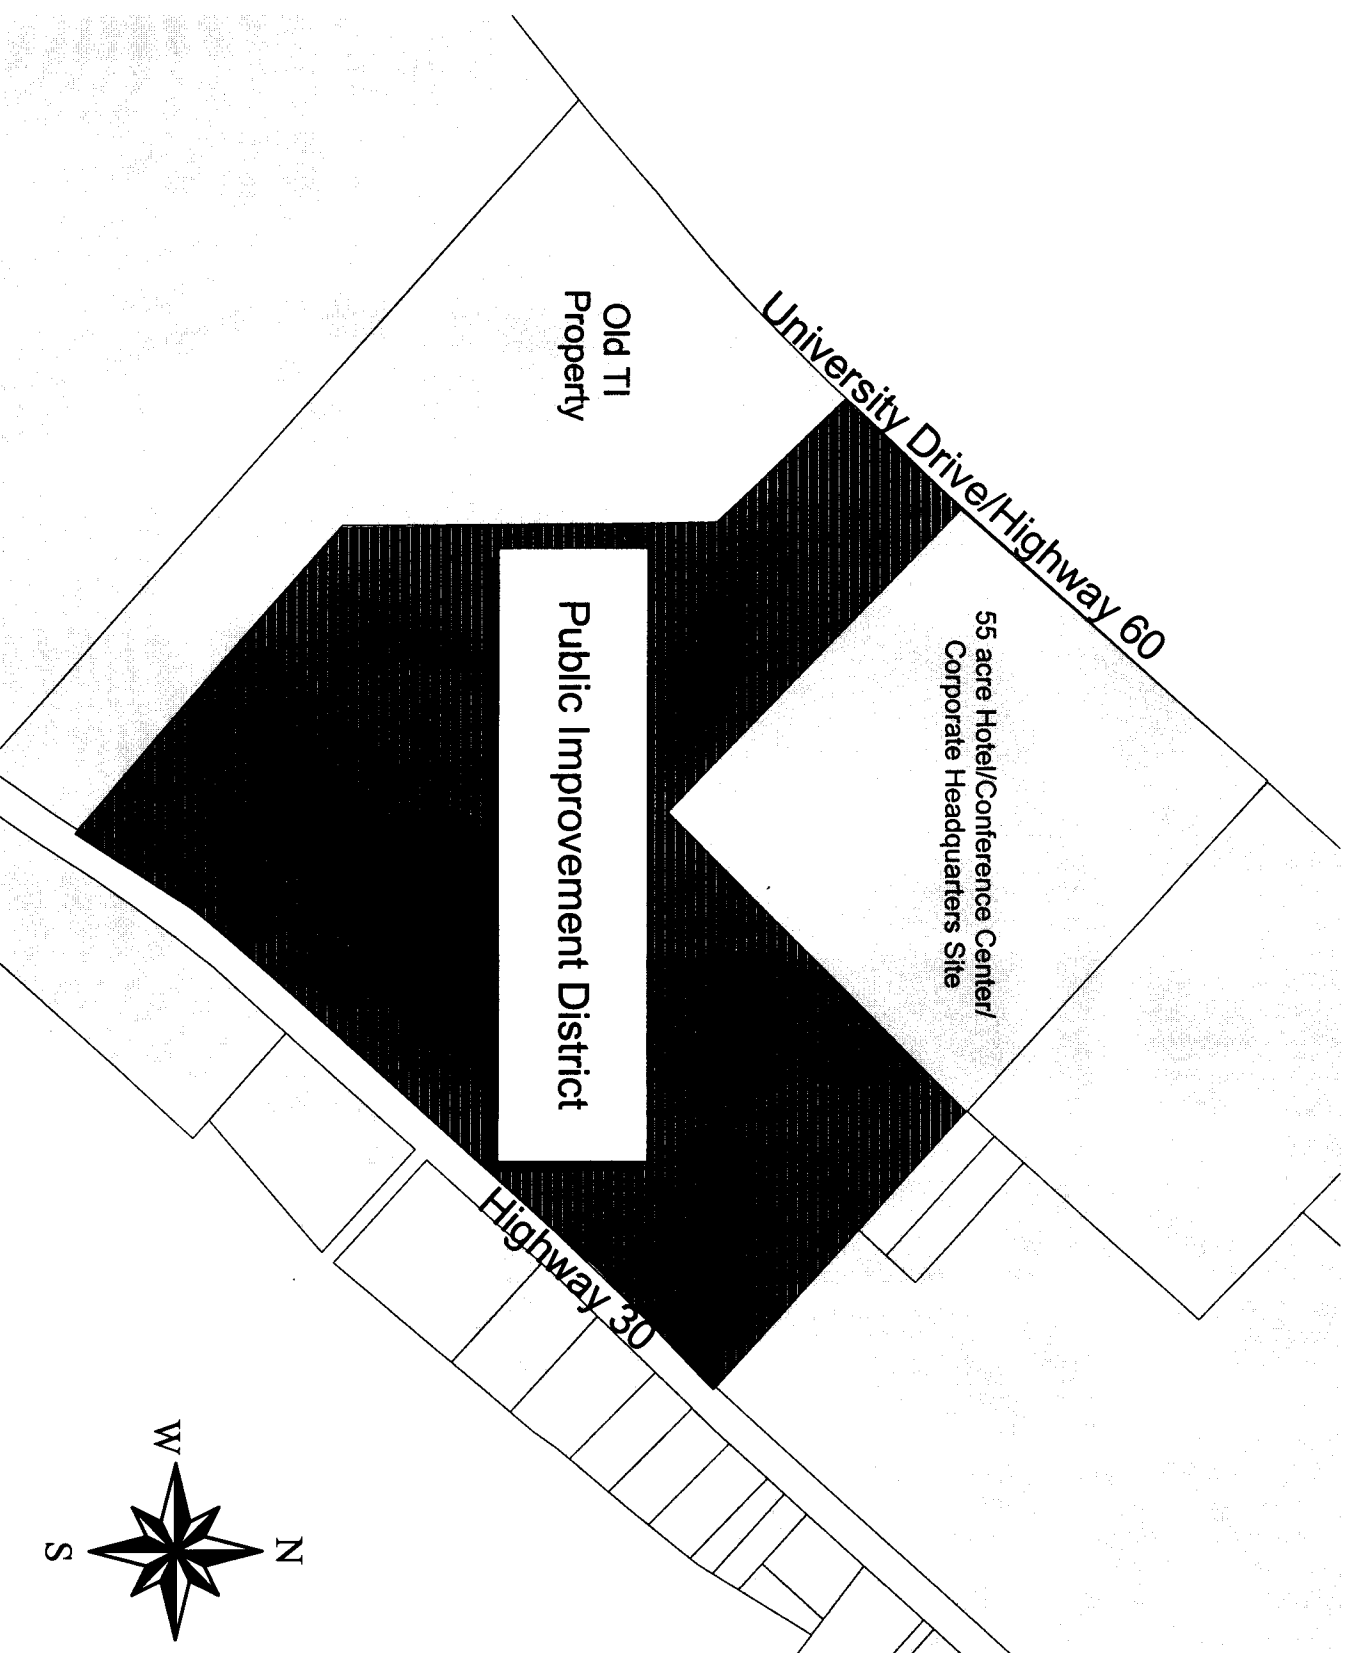 University Drive/Highway 60
55 acre Hotel/Conference Center/
Corporate Headquarters Site
Old TI
Property
Public Improvement District
Highway 30
N
W
S